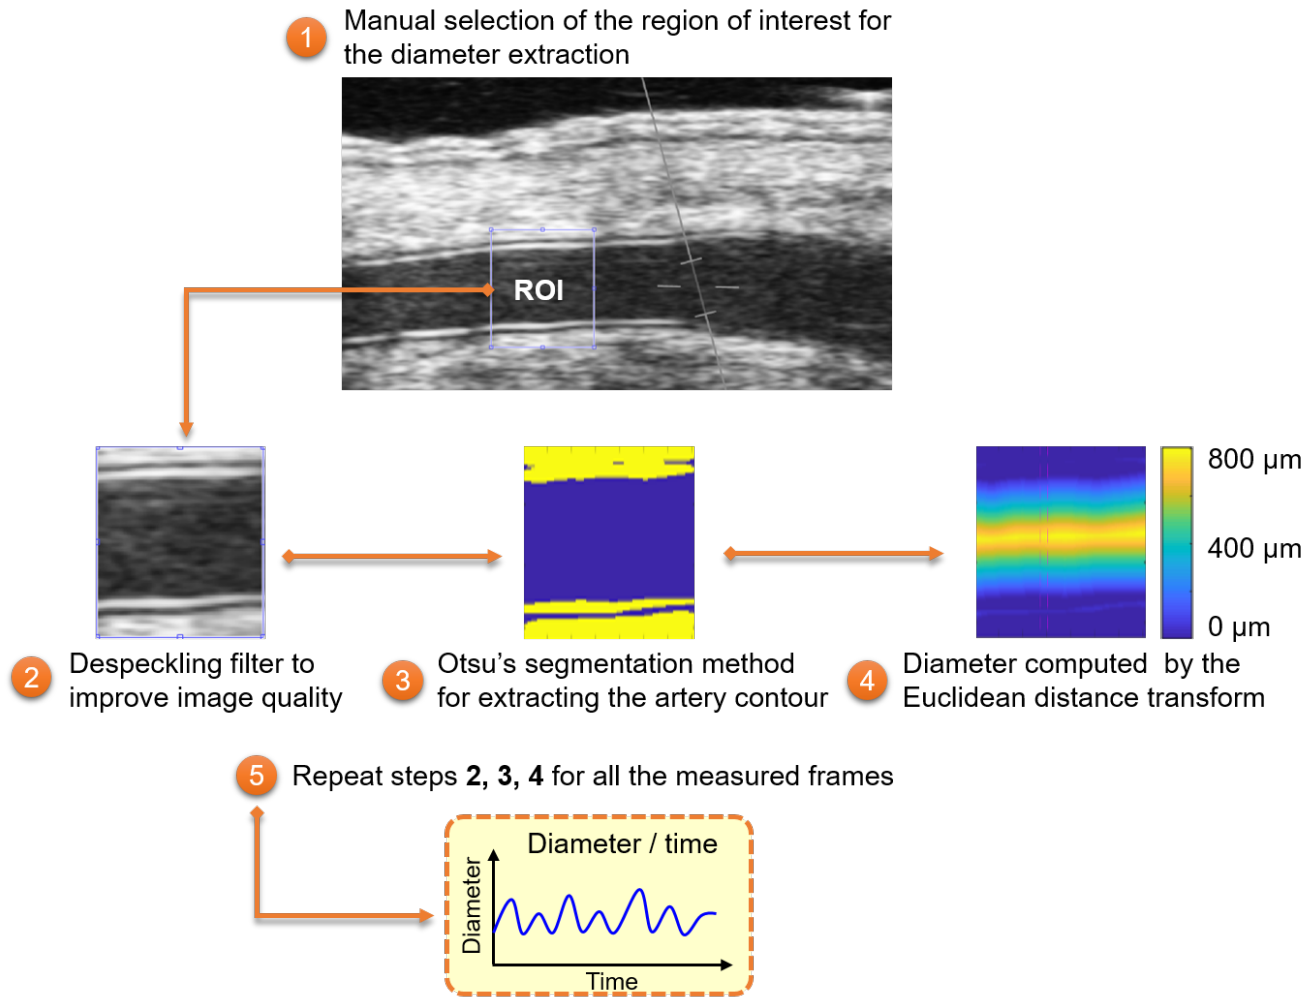 1 Manual selection of the region of interest for
the diameter extraction
ROI
800 µm
400 µm
0 µm
2 Despeckling filter to
improve image quality
3 Otsu’s segmentation method
for extracting the artery contour
4 Diameter computed by the
Euclidean distance transform
5 Repeat steps 2, 3, 4 for all the measured frames
Diameter / time
Diameter
Time